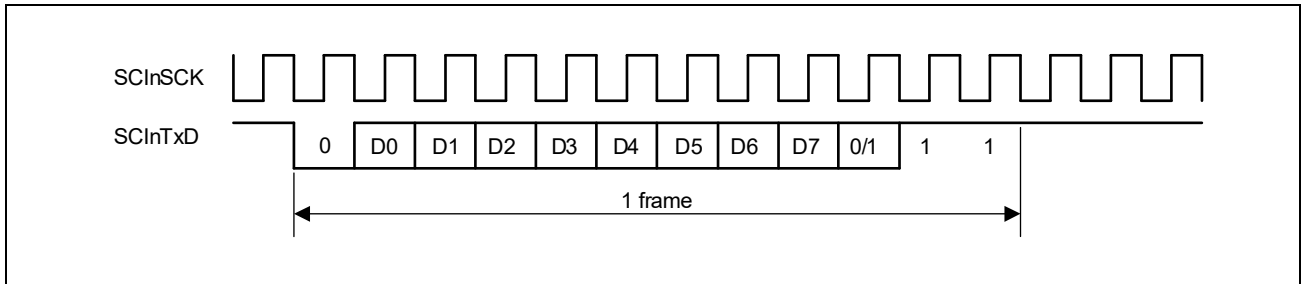 SCInSCK
SCInTxD 0 D0 D1 D2 D3 D4 D5 D6 D7 0/1 1 1
1 frame